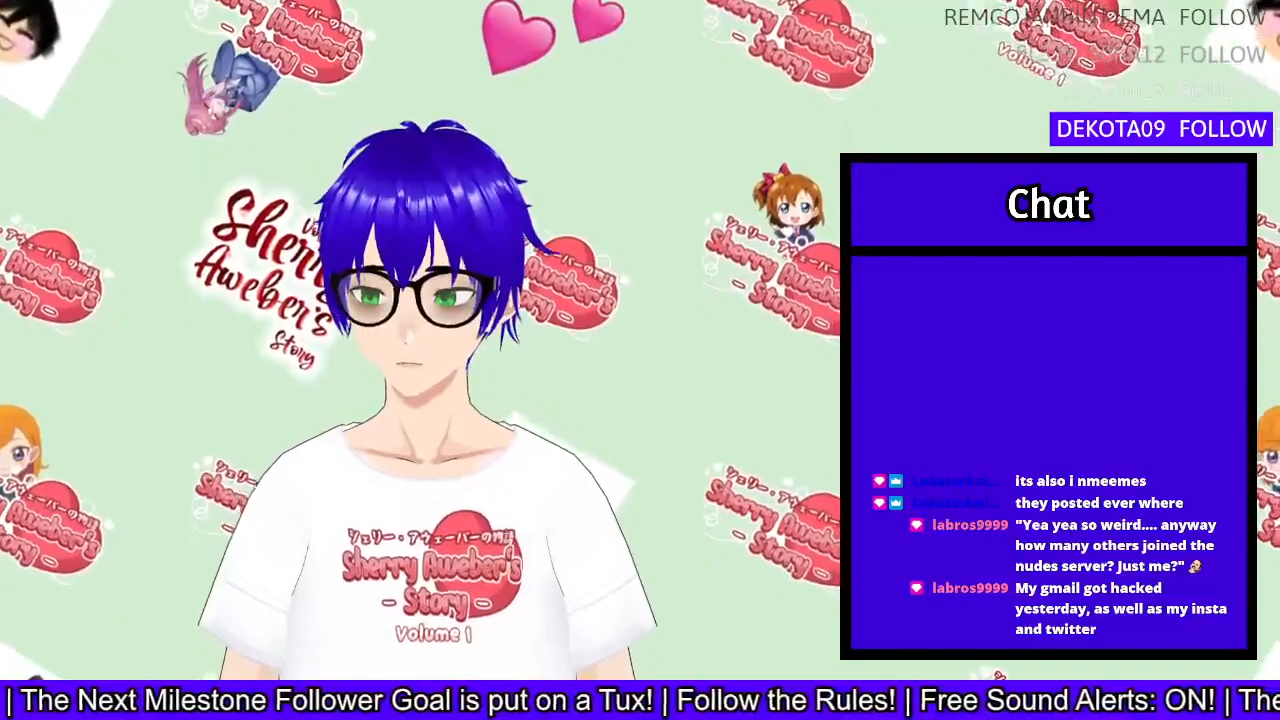 REMCOJANBUITEMA FOLLOW
FOLLOW
DEKOTA09 FOLLOW
Chat
its also i nmeemes
they posted ever where
labros9999 "Yea yea so weird.... anyway
how many others joined the
nudes server? Just me?"
labros9999 My gmail got hacked
yesterday, as well as my insta
and twitter
Sherry
Aweber's
Story
シェリー・アウェーバーの物語
Sherry Aweber's
- Story -
Volume 1
| The Next Milestone Follower Goal is put on a Tux! | Follow the Rules! | Free Sound Alerts: ON! | The